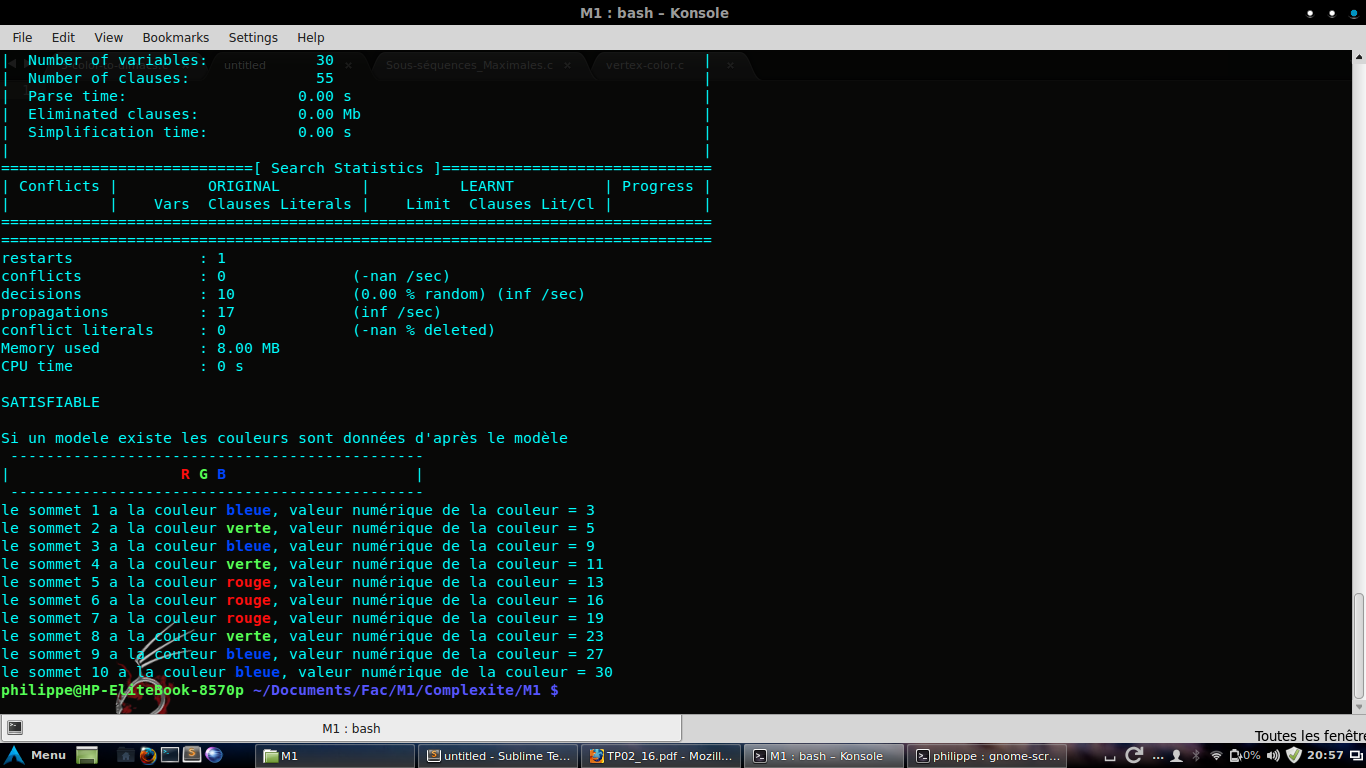 M1 : bash – Konsole
File Edit View Bookmarks Settings Help
untitled Sous-séquences_Maximales.c vertex-color.c
| Number of variables: 30 |
| Number of clauses: 55 |
| Parse time: 0.00 s |
| Eliminated clauses: 0.00 Mb |
| Simplification time: 0.00 s |
| |
============================[ Search Statistics ]==============================
| Conflicts | ORIGINAL | LEARNT | Progress |
| | Vars Clauses Literals | Limit Clauses Lit/Cl | |
===============================================================================
===============================================================================
restarts : 1
conflicts : 0 (-nan /sec)
decisions : 10 (0.00 % random) (inf /sec)
propagations : 17 (inf /sec)
conflict literals : 0 (-nan % deleted)
Memory used : 8.00 MB
CPU time : 0 s
SATISFIABLE
Si un modele existe les couleurs sont données d'après le modèle
----------------------------------------------
| R G B |
----------------------------------------------
le sommet 1 a la couleur bleue, valeur numérique de la couleur = 3
le sommet 2 a la couleur verte, valeur numérique de la couleur = 5
le sommet 3 a la couleur bleue, valeur numérique de la couleur = 9
le sommet 4 a la couleur verte, valeur numérique de la couleur = 11
le sommet 5 a la couleur rouge, valeur numérique de la couleur = 13
le sommet 6 a la couleur rouge, valeur numérique de la couleur = 16
le sommet 7 a la couleur rouge, valeur numérique de la couleur = 19
le sommet 8 a la couleur verte, valeur numérique de la couleur = 23
le sommet 9 a la couleur bleue, valeur numérique de la couleur = 27
le sommet 10 a la couleur bleue, valeur numérique de la couleur = 30
philippe@HP-EliteBook-8570p ~/Documents/Fac/M1/Complexite/M1 $
M1 : bash
Toutes les fenêtre
Menu M1 untitled - Sublime Te... TP02_16.pdf - Mozill... M1 : bash – Konsole philippe : gnome-scr... 0% 20:57